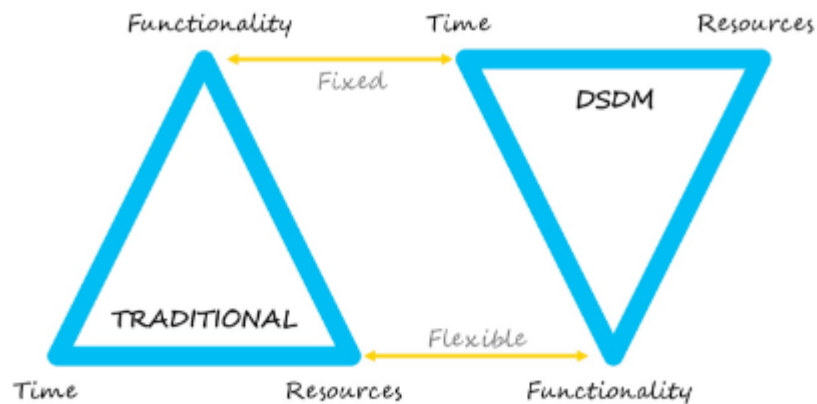 Functionality Time Resources
Fixed
DSDM
TRADITIONAL
Flexible
Time Resources Functionality